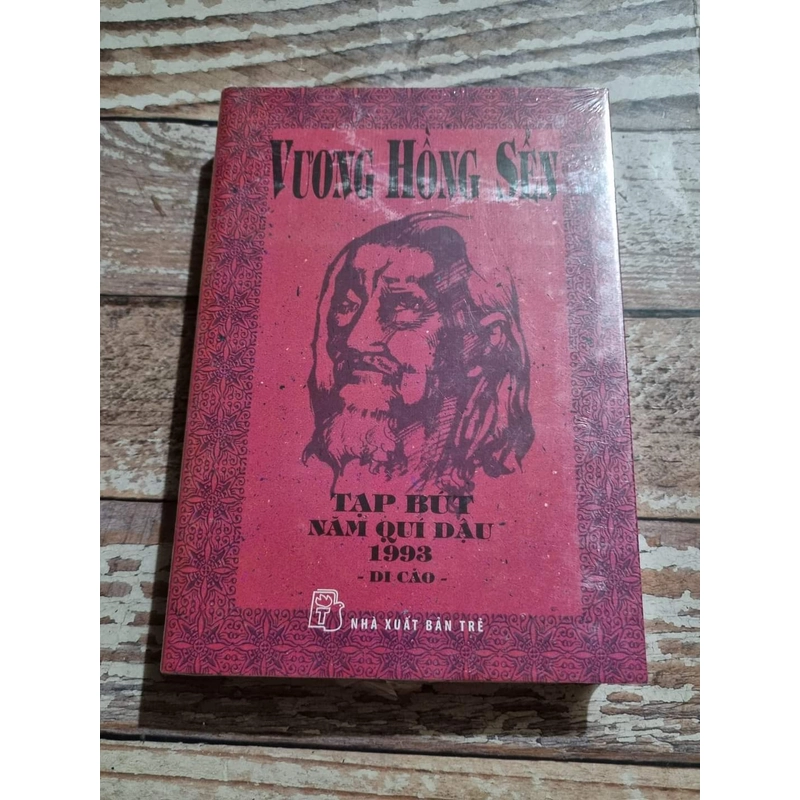 VƯƠNG HỒNG SỂN
TẠP BÚT
NĂM QUÍ DẬU
1993
- DI CẢO -
T
NHÀ XUẤT BẢN TRẺ